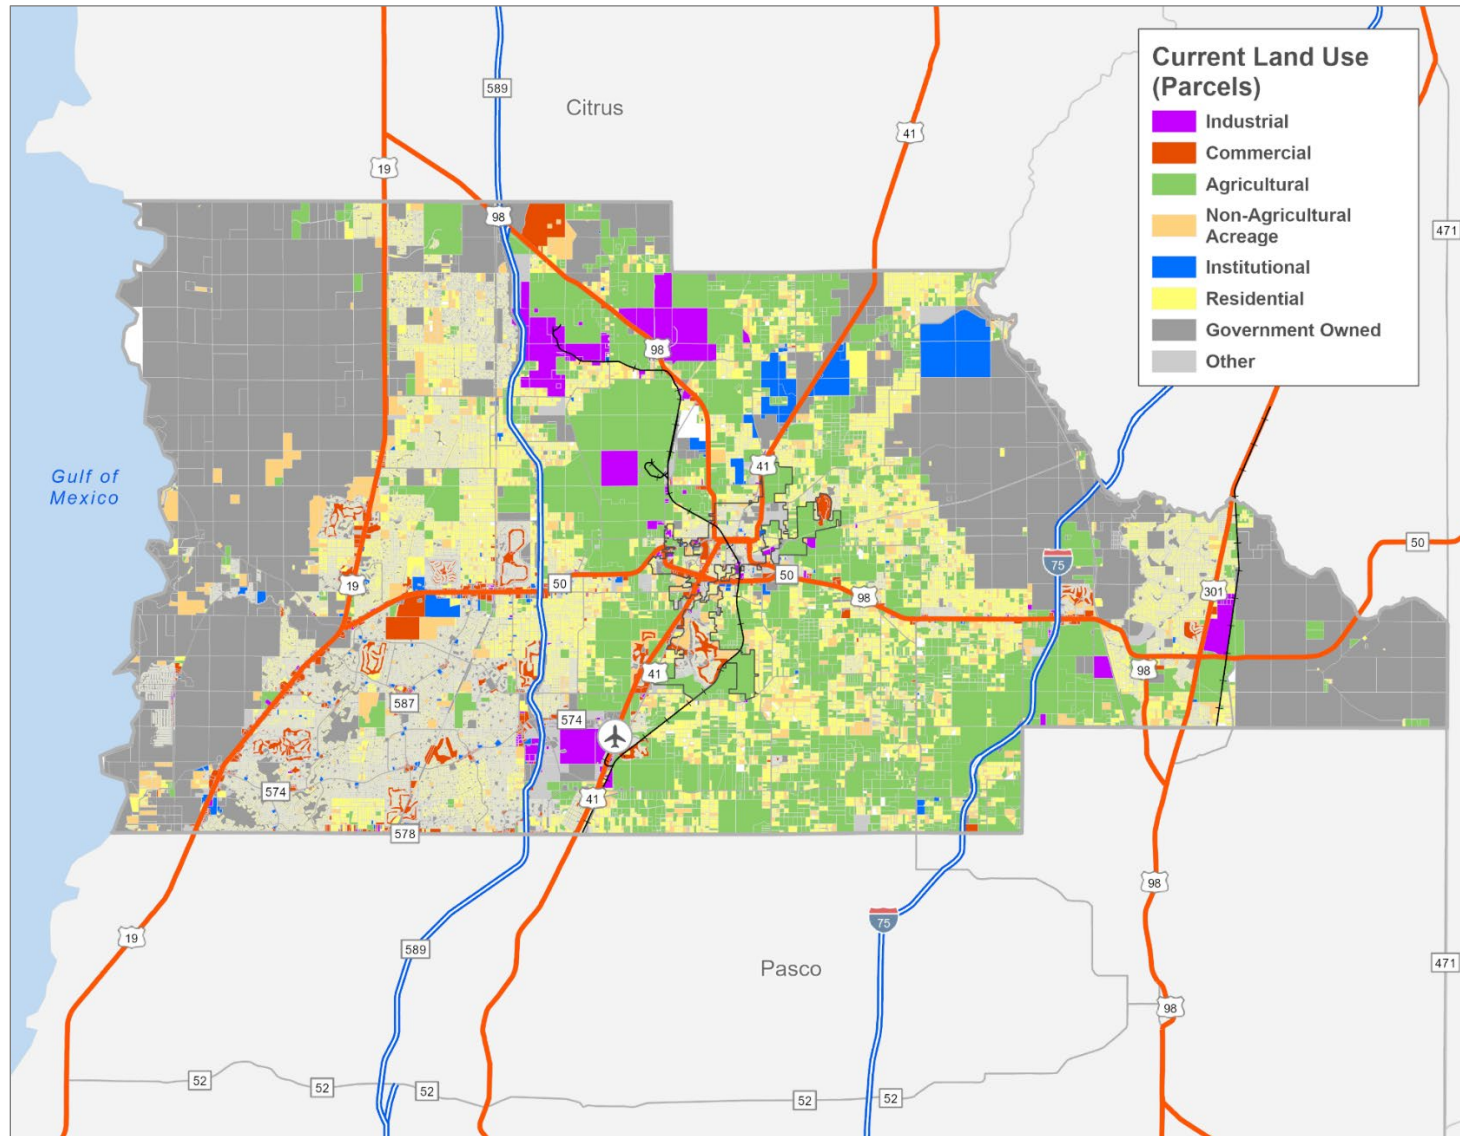 Current Land Use
(Parcels)
Industrial
Commercial
Agricultural
Non-Agricultural
Acreage
Institutional
Residential
Government Owned
Other
589
Citrus
41
19
98
471
98
41
Gulf of
Mexico
19
50
50
98
75
301
50
41
98
587
574
574
41
578
98
19
589
75
Pasco
471
98
52
52
52
52
52